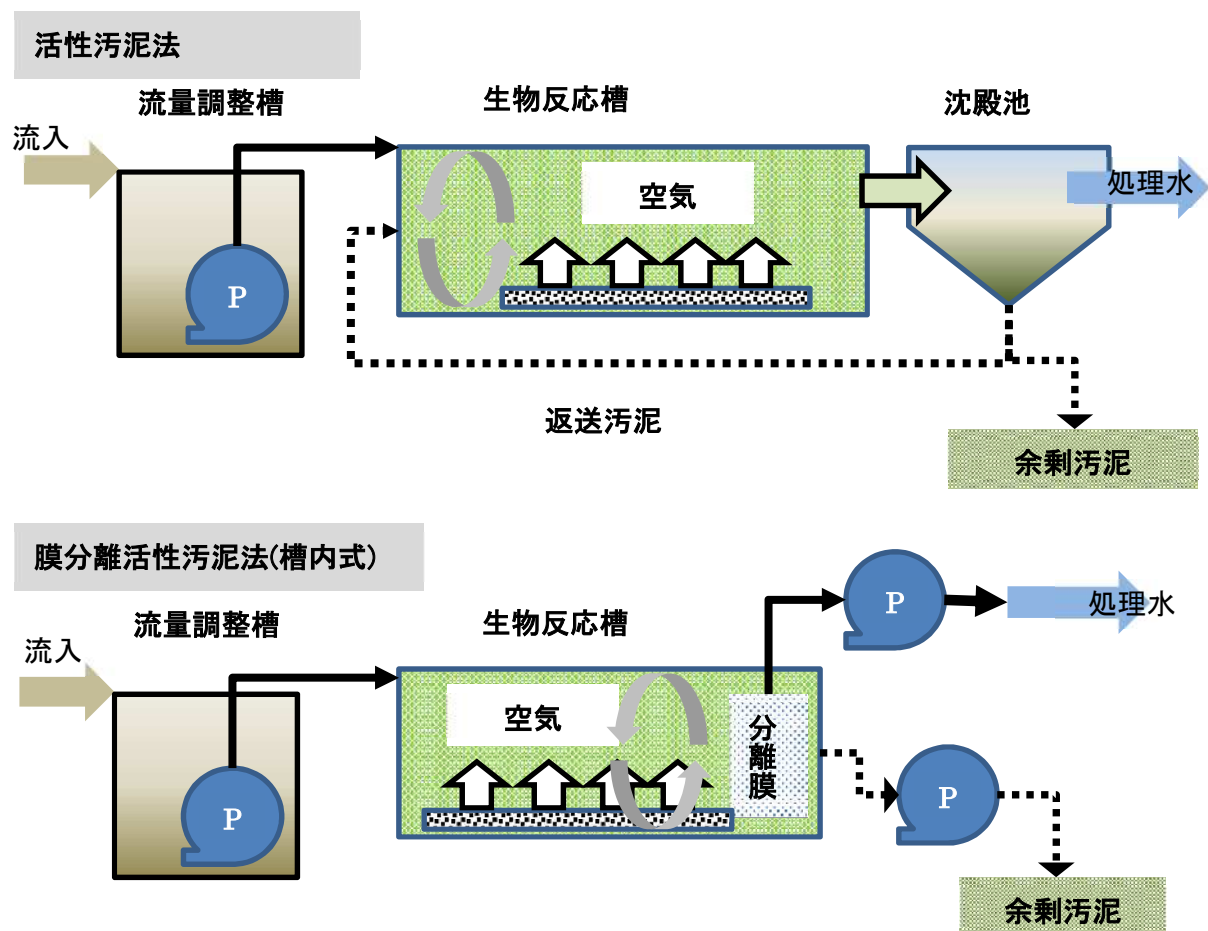 活性汚泥法
流量調整槽
生物反応槽
沈殿池
流入
空気
処理水
P
返送汚泥
余剰汚泥
膜分離活性汚泥法(槽内式)
流量調整槽
生物反応槽
P
処理水
流入
空気
分離膜
P
P
余剰汚泥